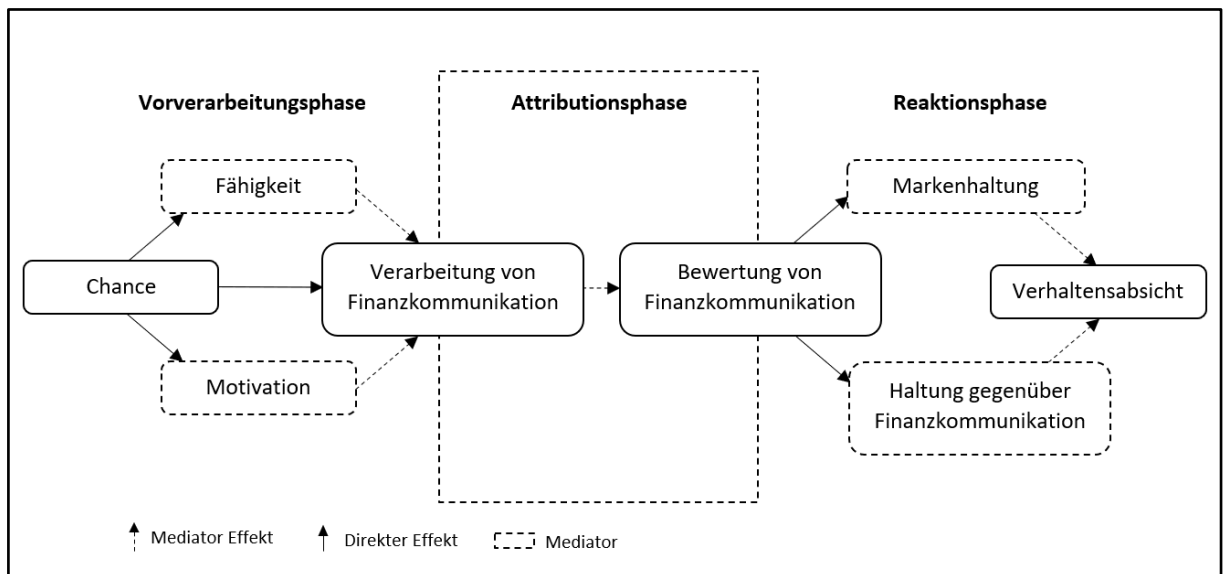 Vorverarbeitungsphase
Attributionsphase
Reaktionsphase
Fähigkeit
Markenhaltung
Chance
Verarbeitung von
Finanzkommunikation
Bewertung von
Finanzkommunikation
Verhaltensabsicht
Motivation
Haltung gegenüber
Finanzkommunikation
Mediator Effekt
Direkter Effekt
Mediator